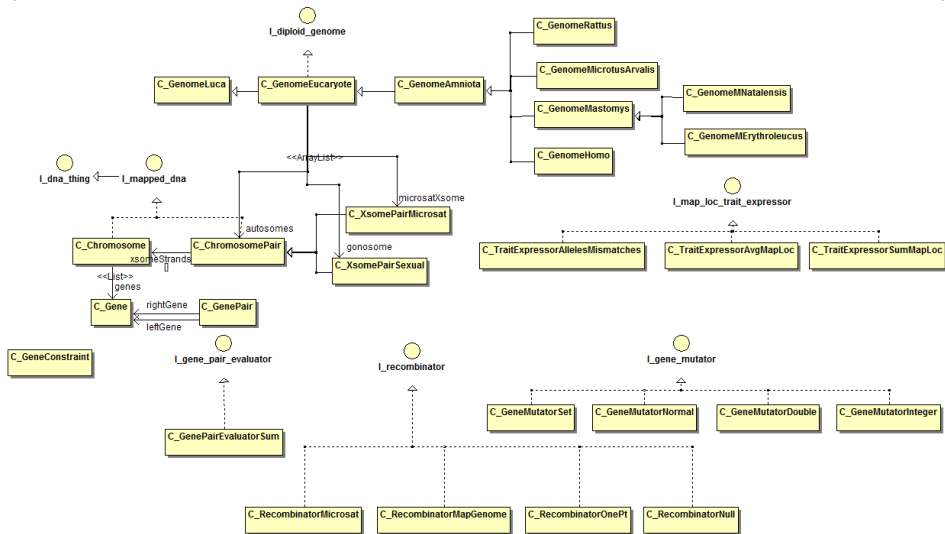 I_diploid_genome
C_GenomeRattus
C_GenomeLuca
C_GenomeEucaryote
C_GenomeAmniota
C_GenomeMicrotusArvalis
C_GenomeMNatalensis
C_GenomeMastomys
C_GenomeMErythroleucus
C_GenomeHomo
<<ArrayList>>
I_dna_thing
I_mapped_dna
microsatXsome
I_map_loc_trait_expressor
C_XsomePairMicrosat
autosomes
C_Chromosome
C_ChromosomePair
gonosome
xsomeStrands
[]
C_XsomePairSexual
C_TraitExpressorAllelesMismatches
C_TraitExpressorAvgMapLoc
C_TraitExpressorSumMapLoc
<<List>>
genes
C_Gene
rightGene
C_GenePair
leftGene
C_GeneConstraint
I_gene_pair_evaluator
I_recombinator
I_gene_mutator
C_GeneMutatorSet
C_GeneMutatorNormal
C_GeneMutatorDouble
C_GeneMutatorInteger
C_GenePairEvaluatorSum
C_RecombinatorMicrosat
C_RecombinatorMapGenome
C_RecombinatorOnePt
C_RecombinatorNull